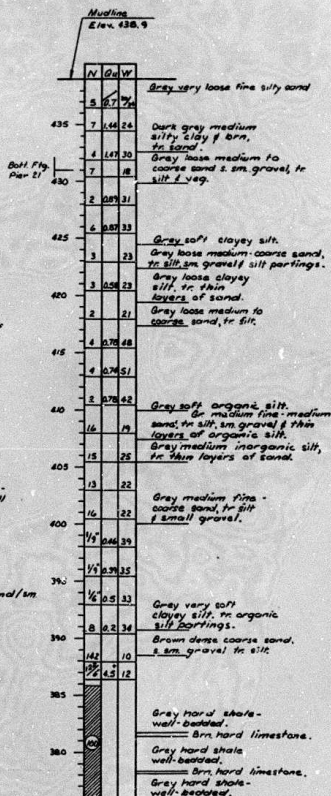 Mudline
Elev. 438.9
N Qu W
Grey very loose fine silty sand
5 0.7
435
7 1.44 24
Dark grey medium
silty clay & brn,
tr. sand.
4 1.47 30
Grey loose medium to
Bott. Ftg.
Pier 21
7 18
coarse sand s. sm. gravel, tr
silt & veg.
430
2 0.89 31
6 0.87 33
425
Grey soft clayey silt.
3 23
Grey loose medium-coarse sand,
tr. silt, sm. gravel & silt partings.
3 0.58 23
Grey loose clayey
silt, tr. thin
layers of sand.
420
2 21
Grey loose medium to
coarse sand, tr. silt.
4 0.78 48
415
4 0.74 51
2 0.78 42
410
Grey soft organic silt.
Gr. medium fine-medium
16 19
sand, tr. silt, sm. gravel & thin
layers of organic silt.
15 25
Grey medium inorganic silt,
tr. thin layers of sand.
405
13 22
16 22
Grey medium fine-
coarse sand, tr. silt
& small gravel.
400
0.46 39
0.39 35
395
0.5 33
8 0.2 34
Grey very soft
clayey silt, tr. organic
silt partings.
390
142 10
Brown dense coarse sand,
s. sm. gravel tr. silt.
4.5 12
385
Grey hard shale-
well-bedded.
Brn. hard limestone.
380
Grey hard shale
well-bedded.
Brn. hard limestone.
Grey hard shale-
well-bedded.